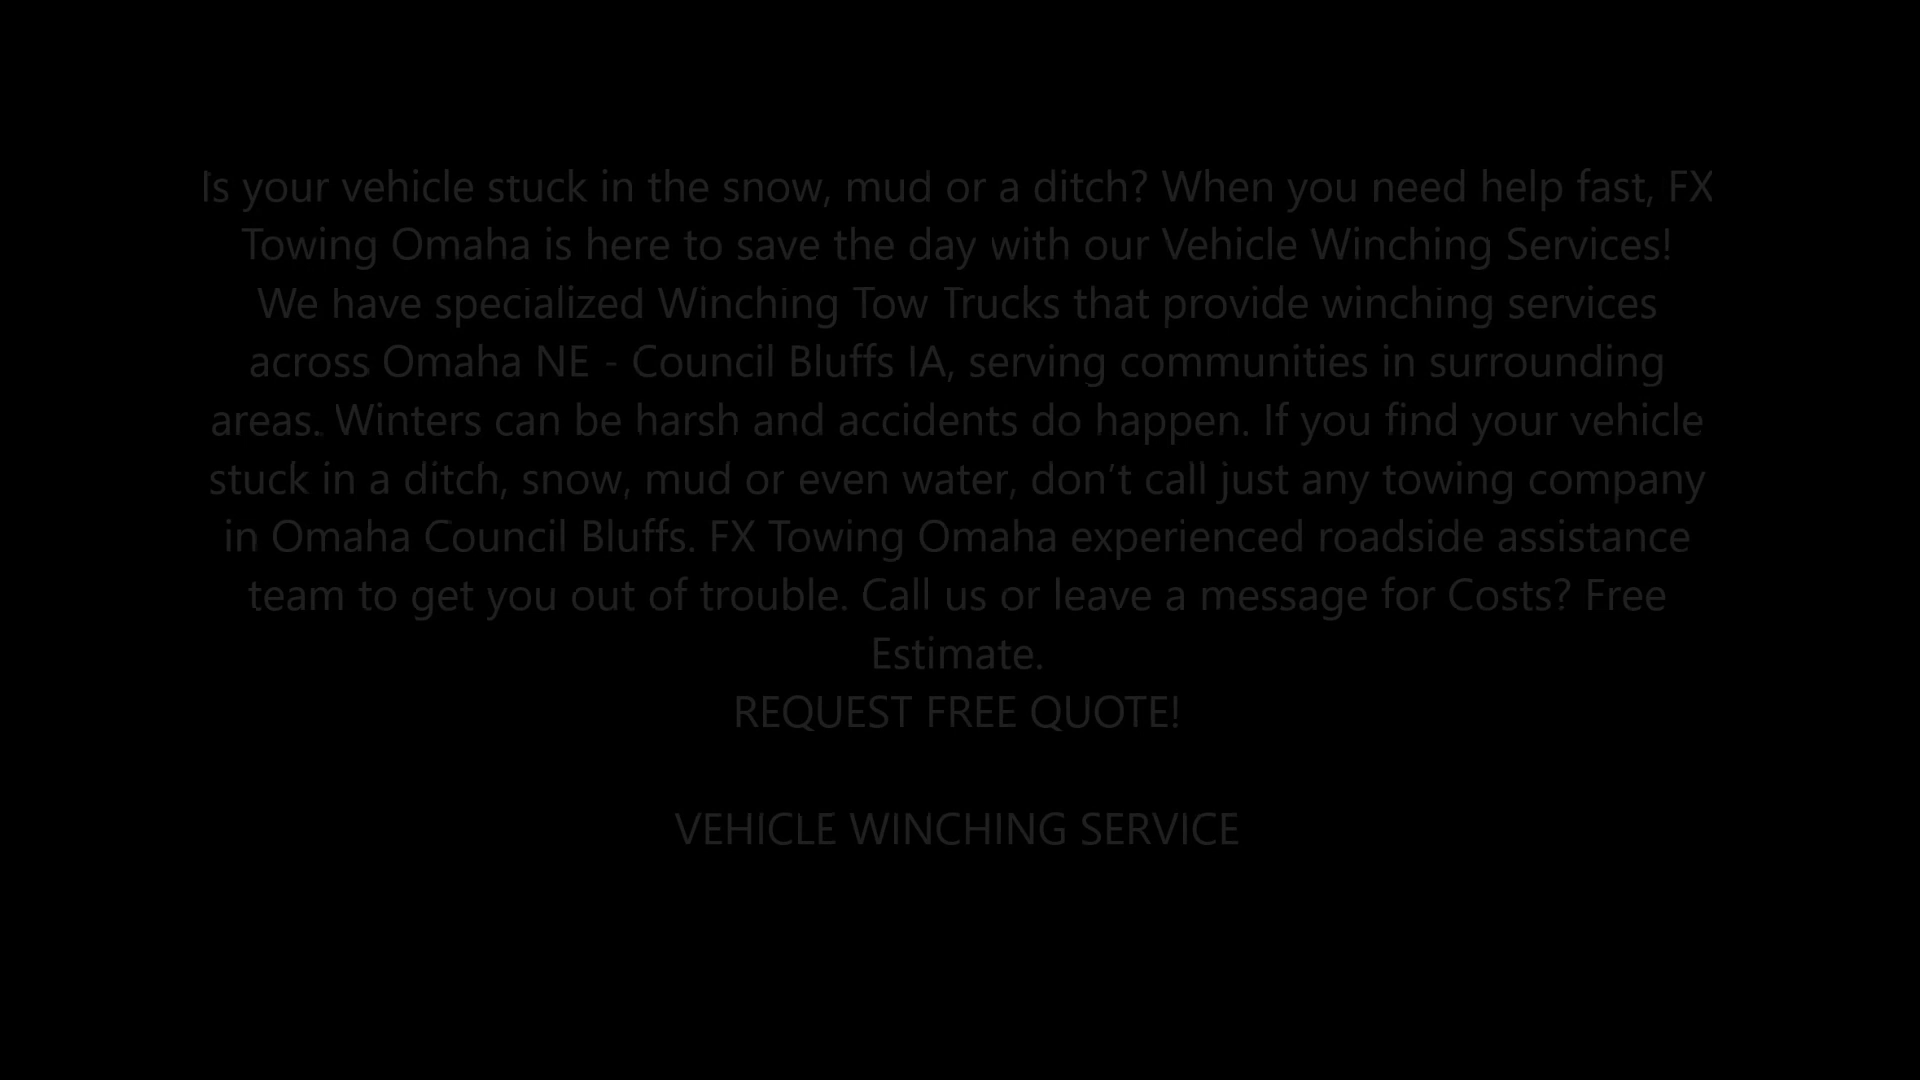 Is your vehicle stuck in the snow, mud or a ditch? When you need help fast, FX
Towing Omaha is here to save the day with our Vehicle Winching Services!
We have specialized Winching Tow Trucks that provide winching services
across Omaha NE - Council Bluffs IA, serving communities in surrounding
areas. Winters can be harsh and accidents do happen. If you find your vehicle
stuck in a ditch, snow, mud or even water, don’t call just any towing company
in Omaha Council Bluffs. FX Towing Omaha experienced roadside assistance
team to get you out of trouble. Call us or leave a message for Costs? Free
Estimate.
REQUEST FREE QUOTE!
VEHICLE WINCHING SERVICE